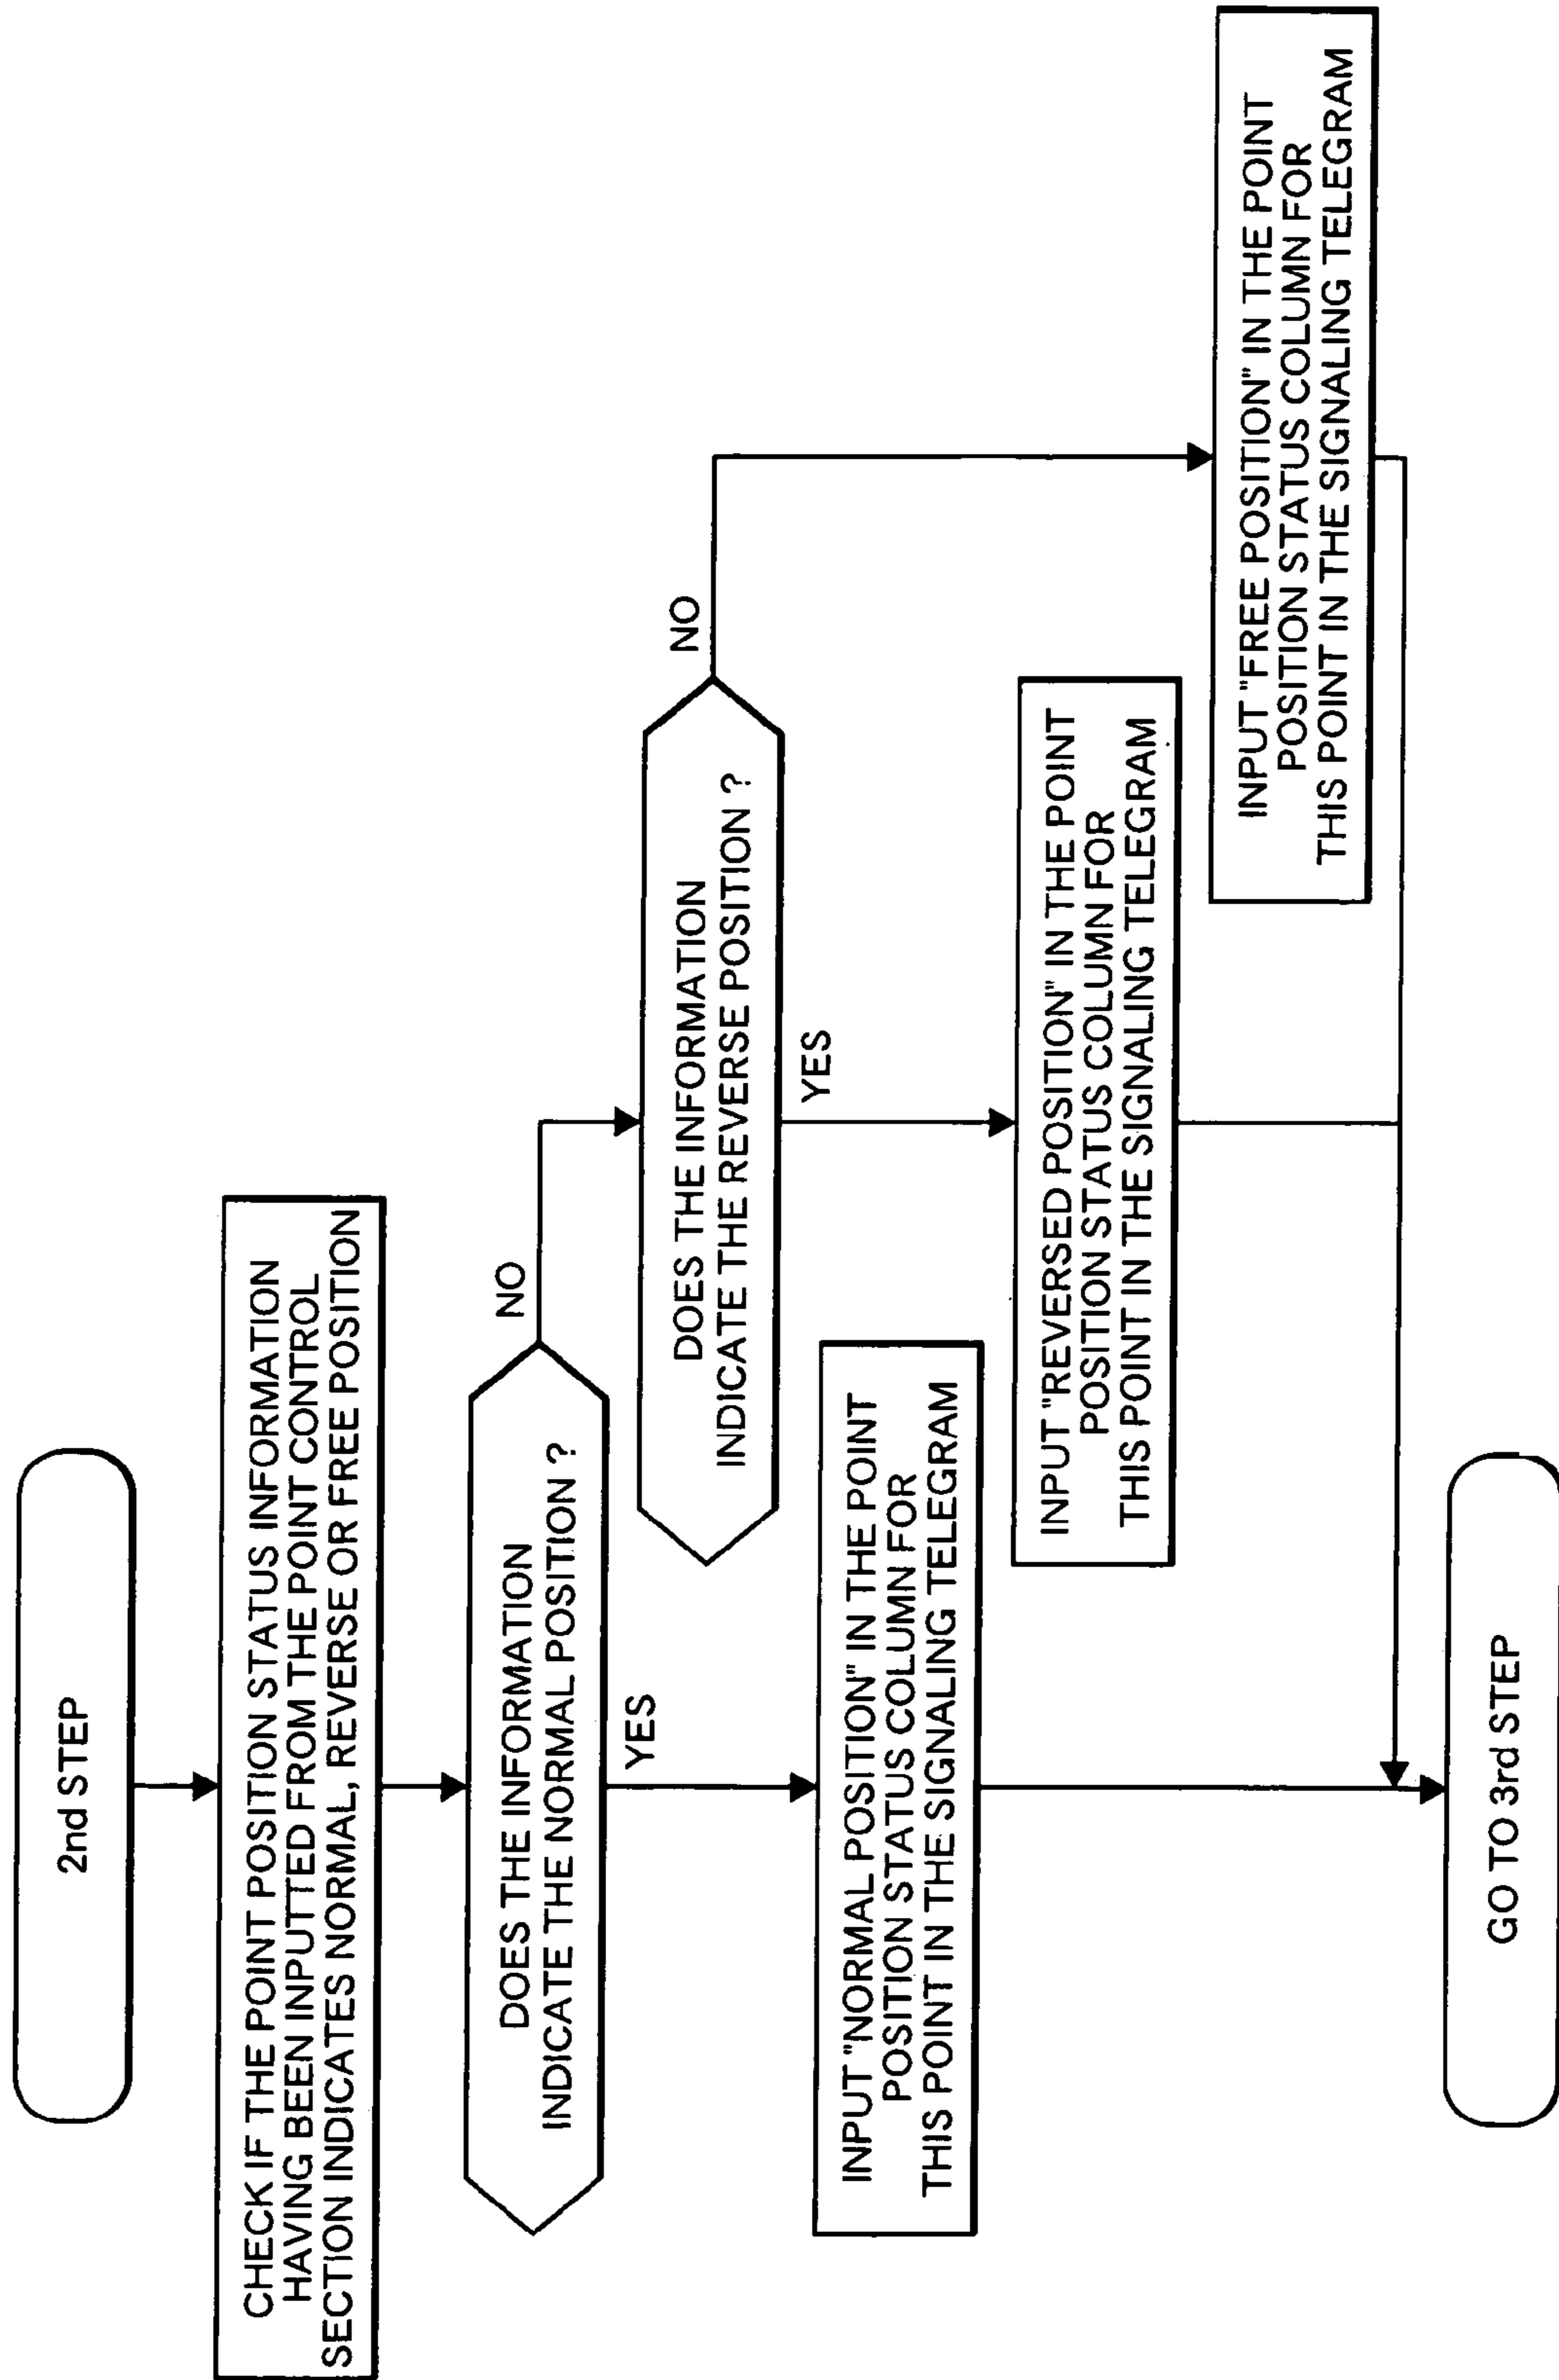 2nd STEP
CHECK IF THE POINT POSITION STATUS INFORMATION
HAVING BEEN INPUTTED FROM THE POINT CONTROL
SECTION INDICATES NORMAL, REVERSE OR FREE POSITION
DOES THE INFORMATION
INDICATE THE NORMAL POSITION ?
NO
YES
DOES THE INFORMATION
INDICATE THE REVERSE POSITION ?
NO
YES
INPUT "NORMAL POSITION" IN THE POINT
POSITION STATUS COLUMN FOR
THIS POINT IN THE SIGNALING TELEGRAM
INPUT "REVERSED POSITION" IN THE POINT
POSITION STATUS COLUMN FOR
THIS POINT IN THE SIGNALING TELEGRAM
INPUT "FREE POSITION" IN THE POINT
POSITION STATUS COLUMN FOR
THIS POINT IN THE SIGNALING TELEGRAM
GO TO 3rd STEP